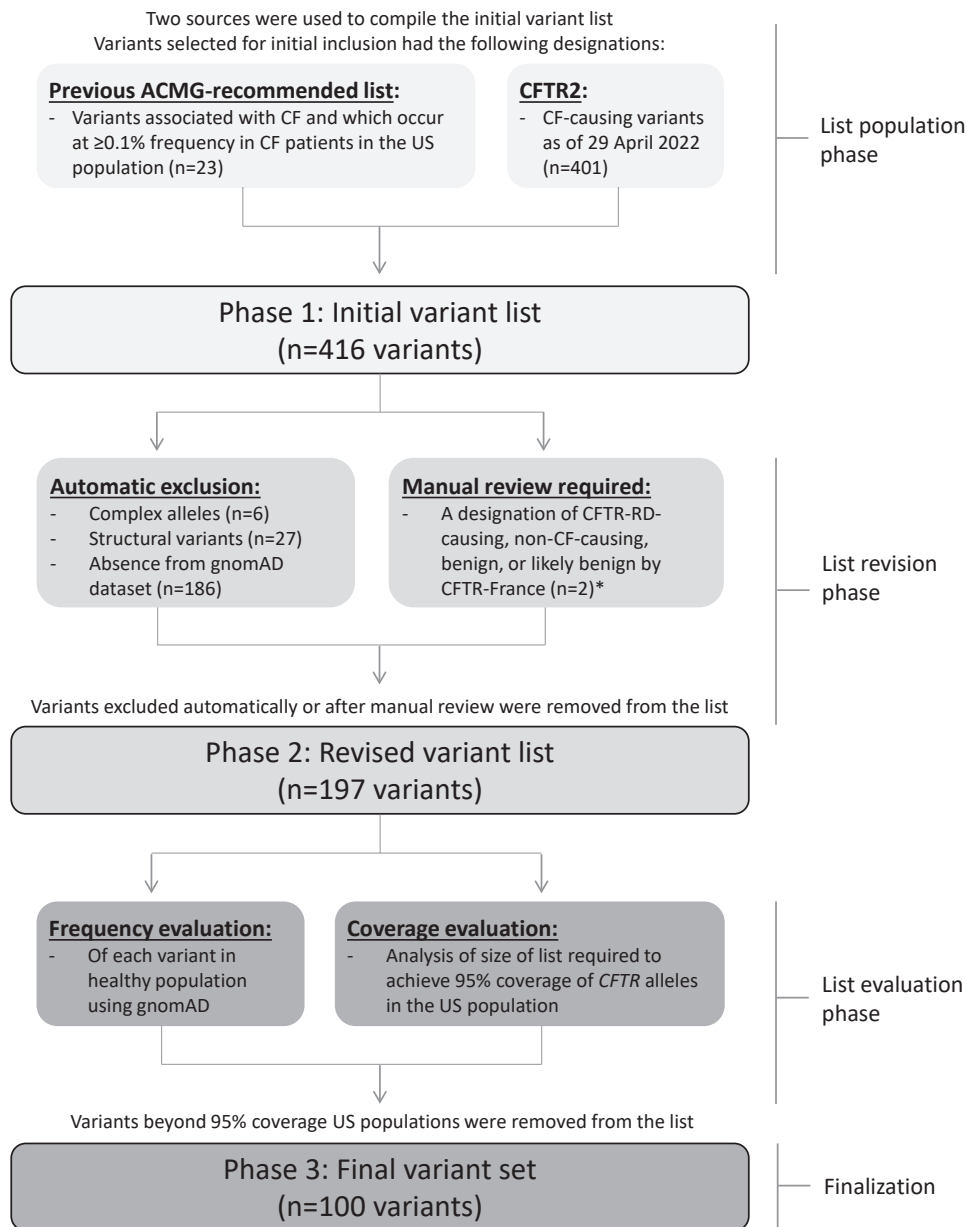 Two sources were used to compile the initial variant list
Variants selected for initial inclusion had the following designations:
Previous ACMG-recommended list:
- Variants associated with CF and which occur
at ≥0.1% frequency in CF patients in the US
population (n=23)
CFTR2:
- CF-causing variants
as of 29 April 2022
(n=401)
List population
phase
Phase 1: Initial variant list
(n=416 variants)
Automatic exclusion:
- Complex alleles (n=6)
- Structural variants (n=27)
- Absence from gnomAD
dataset (n=186)
Manual review required:
- A designation of CFTR-RD-
causing, non-CF-causing,
benign, or likely benign by
CFTR-France (n=2)*
List revision
phase
Variants excluded automatically or after manual review were removed from the list
Phase 2: Revised variant list
(n=197 variants)
Frequency evaluation:
- Of each variant in
healthy population
using gnomAD
Coverage evaluation:
- Analysis of size of list required to
achieve 95% coverage of CFTR alleles
in the US population
List evaluation
phase
Variants beyond 95% coverage US populations were removed from the list
Phase 3: Final variant set
(n=100 variants)
Finalization